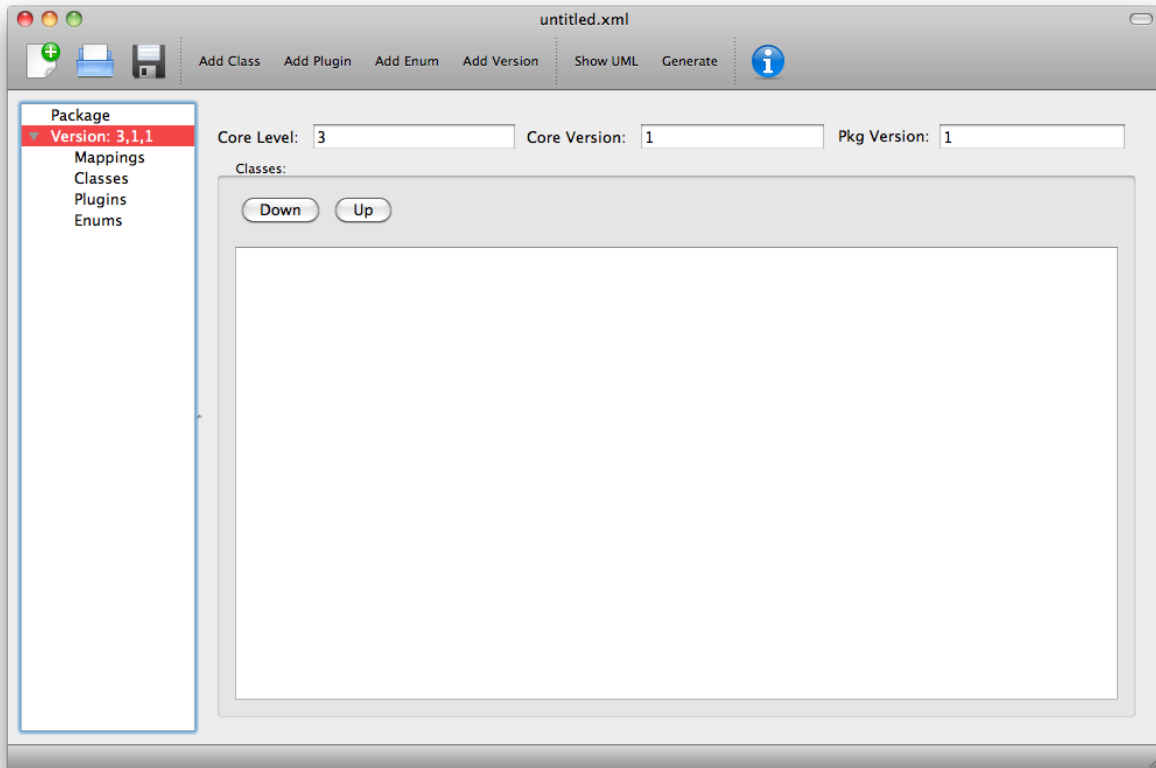 untitled.xml
Add Class Add Plugin Add Enum Add Version Show UML Generate
Package
Version: 3,1,1
Mappings
Classes
Plugins
Enums
Core Level: 3 Core Version: 1 Pkg Version: 1
Classes:
Down Up